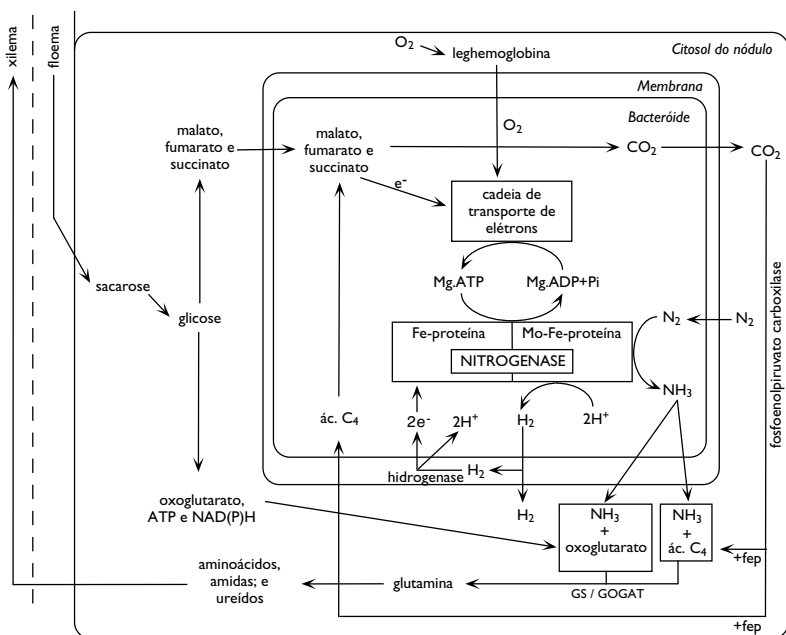 xilema
floema
Citosol do nódulo
O2
leghemoglobina
Membrana
Bacteróide
O2
malato,
fumarato e
succinato
malato,
fumarato e
succinato
CO2
CO2
e-
cadeia de
transporte de
elétrons
sacarose
Mg.ATP
Mg.ADP+Pi
glicose
N2
N2
Fe-proteína
Mo-Fe-proteína
NITROGENASE
fosfoenolpiruvato carboxilase
NH3
ác. C4
2e-
2H+
H2
2H+
hidrogenase
H2
oxoglutarato,
ATP e NAD(P)H
H2
NH3
+
oxoglutarato
NH3
+
ác. C4
+fep
aminoácidos,
amidas; e
ureídos
glutamina
GS / GOGAT
+fep